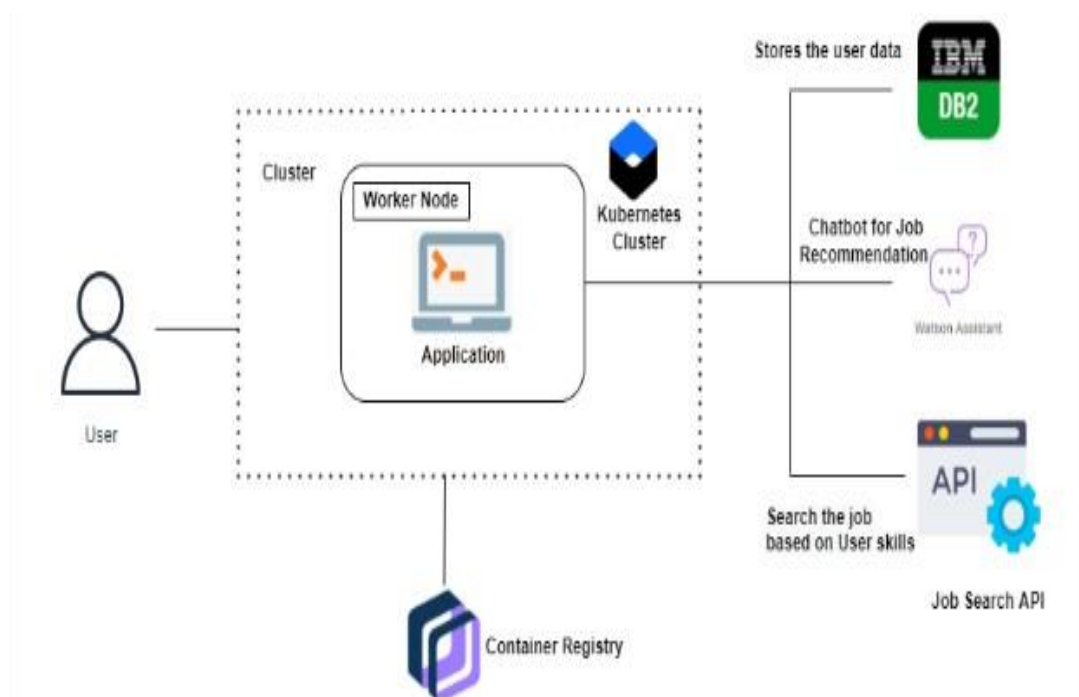 Stores the user data
IBM
DB2
Cluster
Worker Node
Kubernetes
Cluster
Chatbot for Job
Recommendation
Watson Assistant
Application
User
API
Search the job
based on User skills
Job Search API
Container Registry